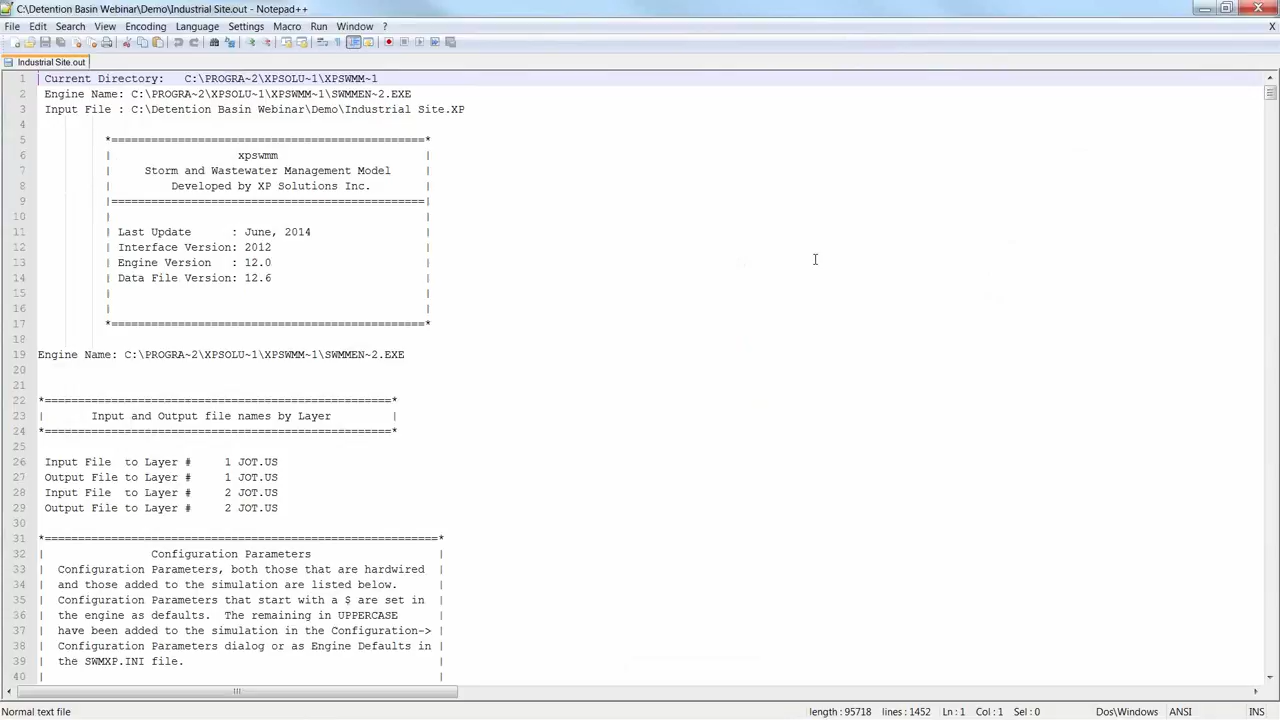 C:\Detention Basin Webinar\Demo\Industrial Site.out - Notepad++
File Edit Search View Encoding Language Settings Macro Run Window ? X
Industrial Site.out
1 Current Directory: C:\PROGRA~2\XPSOLU~1\XPSWMM~1
2 Engine Name: C:\PROGRA~2\XPSOLU~1\XPSWMM~1\SWMMEN~2.EXE
3 Input File : C:\Detention Basin Webinar\Demo\Industrial Site.XP
4
5 *===============================================*
6 | xpswmm |
7 | Storm and Wastewater Management Model |
8 | Developed by XP Solutions Inc. |
9 |===============================================|
10 | |
11 | Last Update : June, 2014 |
12 | Interface Version: 2012 |
13 | Engine Version : 12.0 |
14 | Data File Version: 12.6 |
15 | |
16 | |
17 *===============================================*
18
19 Engine Name: C:\PROGRA~2\XPSOLU~1\XPSWMM~1\SWMMEN~2.EXE
20
21
22 *====================================================*
23 | Input and Output file names by Layer |
24 *====================================================*
25
26 Input File to Layer # 1 JOT.US
27 Output File to Layer # 1 JOT.US
28 Input File to Layer # 2 JOT.US
29 Output File to Layer # 2 JOT.US
30
31 *===========================================================*
32 | Configuration Parameters |
33 | Configuration Parameters, both those that are hardwired |
34 | and those added to the simulation are listed below. |
35 | Configuration Parameters that start with a $ are set in |
36 | the engine as defaults. The remaining in UPPERCASE |
37 | have been added to the simulation in the Configuration-> |
38 | Configuration Parameters dialog or as Engine Defaults in |
39 | the SWMXP.INI file. |
40 | |
Normal text file length : 95718 lines : 1452 Ln : 1 Col : 1 Sel : 0 Dos\Windows ANSI INS